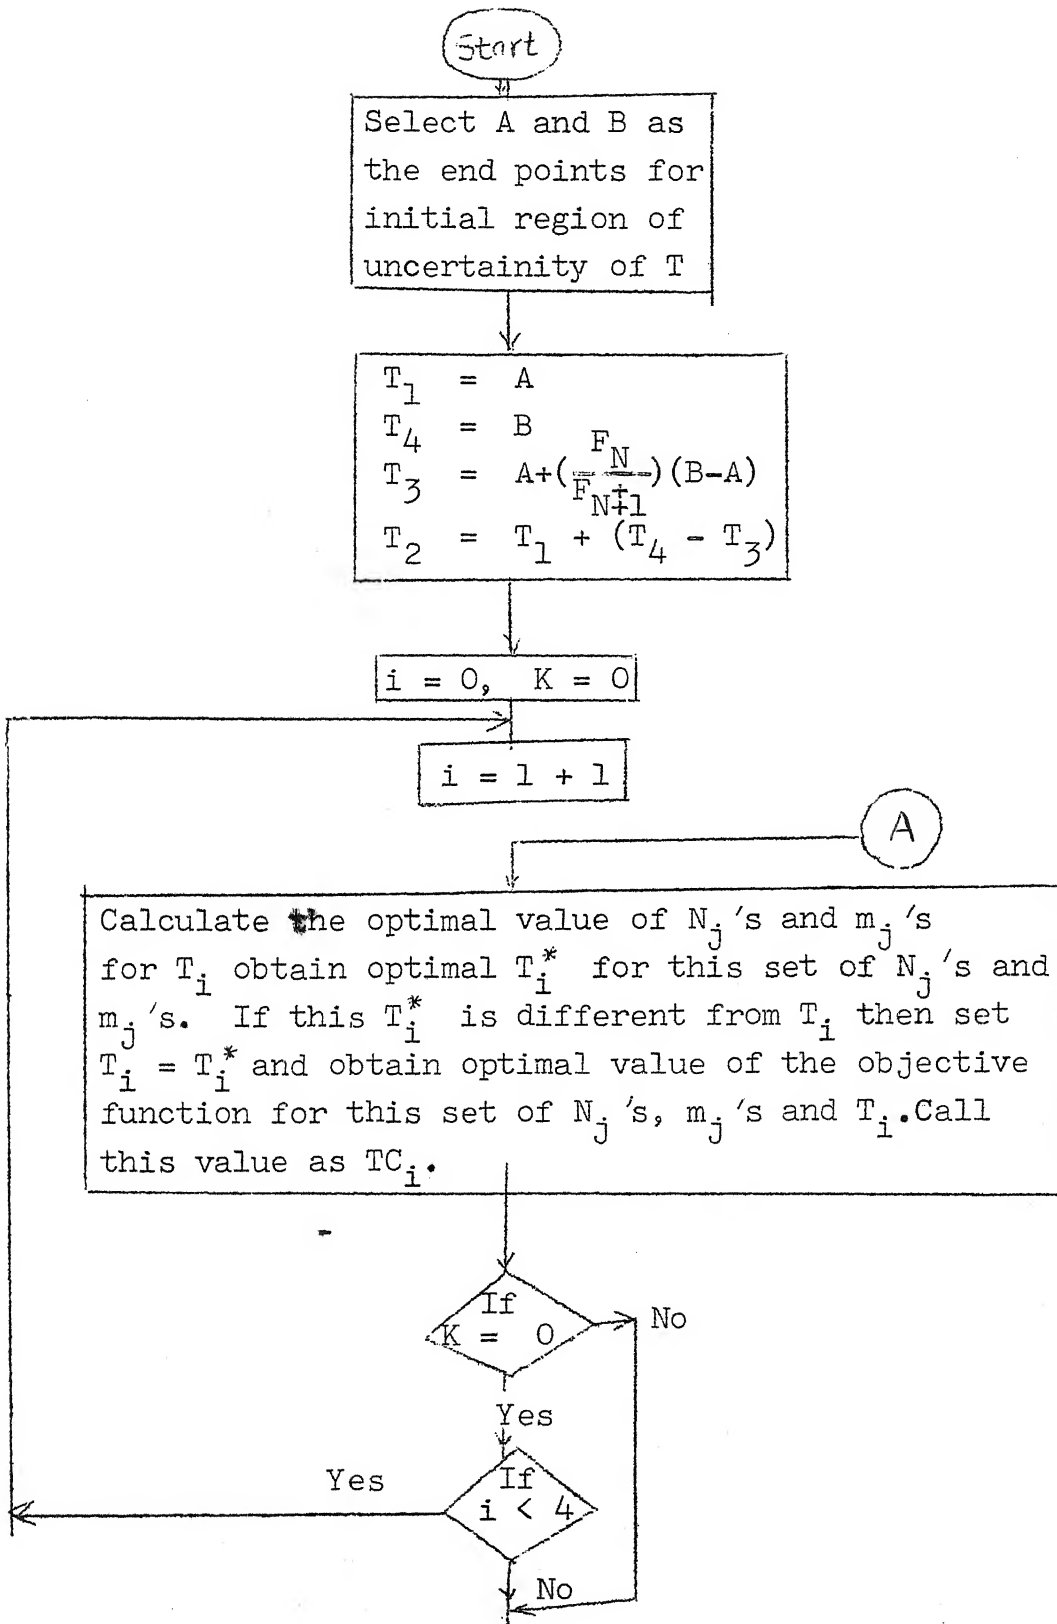 Start
Select A and B as
the end points for
initial region of
uncertainity of T
T₁ = A
T₄ = B
T₃ = A+(F_N/F_N+1)(B-A)
T₂ = T₁ + (T₄ - T₃)
i = 0, K = 0
i = 1 + 1
A
Calculate the optimal value of Nⱼ's and mⱼ's
for Tᵢ obtain optimal Tᵢ* for this set of Nⱼ's and
mⱼ's. If this Tᵢ* is different from Tᵢ then set
Tᵢ = Tᵢ* and obtain optimal value of the objective
function for this set of Nⱼ's, mⱼ's and Tᵢ.Call
this value as TCᵢ.
If
K = 0
No
Yes
Yes
If
i < 4
No